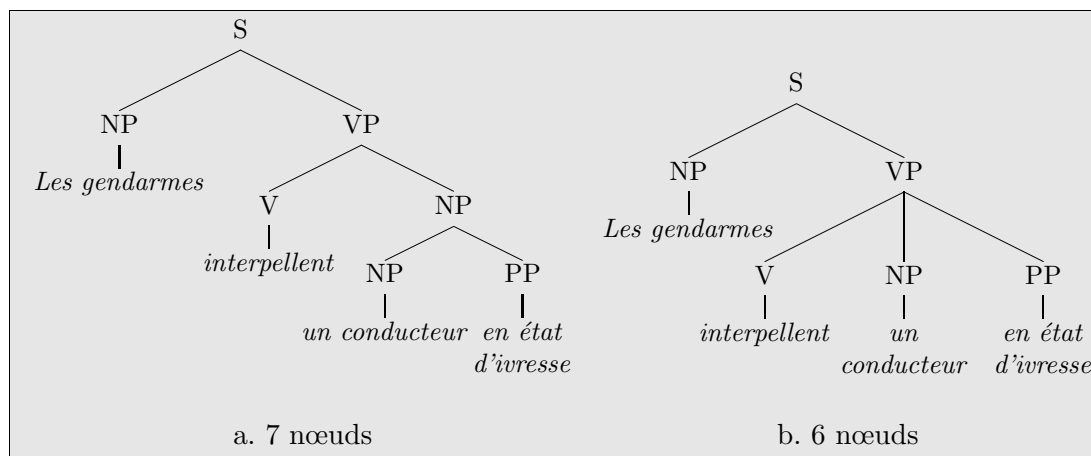 S
NP VP
Les gendarmes
V NP
interpellent
NP PP
un conducteur en état
d'ivresse
a. 7 nœuds
S
NP VP
Les gendarmes
V NP PP
interpellent un en état
conducteur d'ivresse
b. 6 nœuds